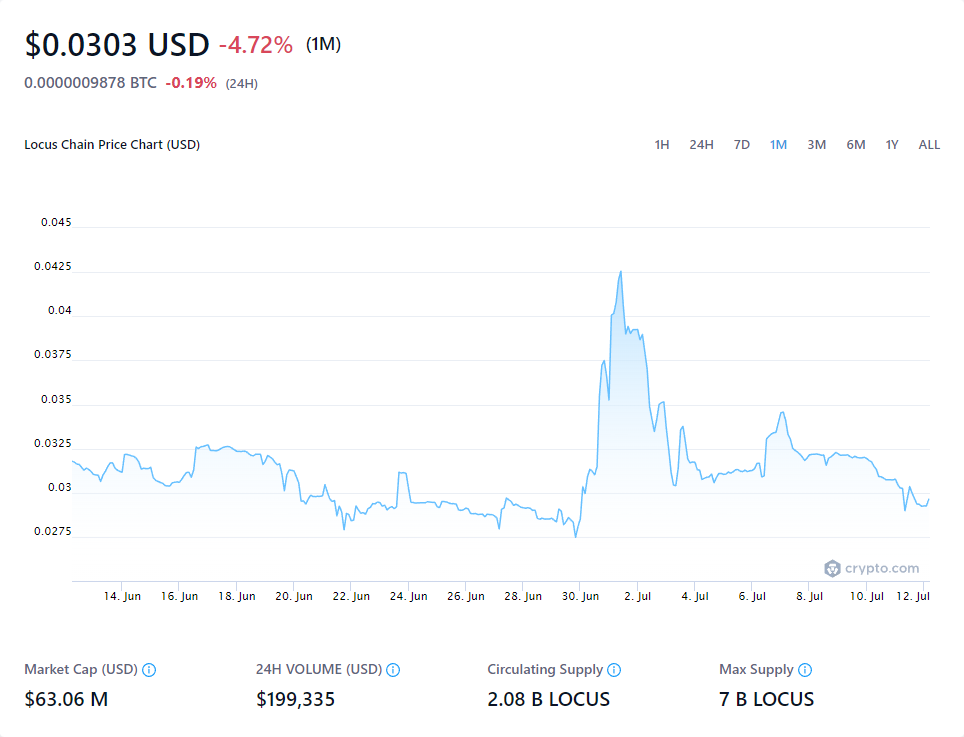 $0.0303 USD -4.72% (1M)
0.0000009878 BTC -0.19% (24H)
Locus Chain Price Chart (USD) 1H 24H 7D 1M 3M 6M 1Y ALL
0.045
0.0425
0.04
0.0375
0.035
0.0325
0.03
0.0275
crypto.com
14. Jun 16. Jun 18. Jun 20. Jun 22. Jun 24. Jun 26. Jun 28. Jun 30. Jun 2. Jul 4. Jul 6. Jul 8. Jul 10. Jul 12. Jul
Market Cap (USD) 24H VOLUME (USD) Circulating Supply Max Supply
$63.06 M $199,335 2.08 B LOCUS 7 B LOCUS